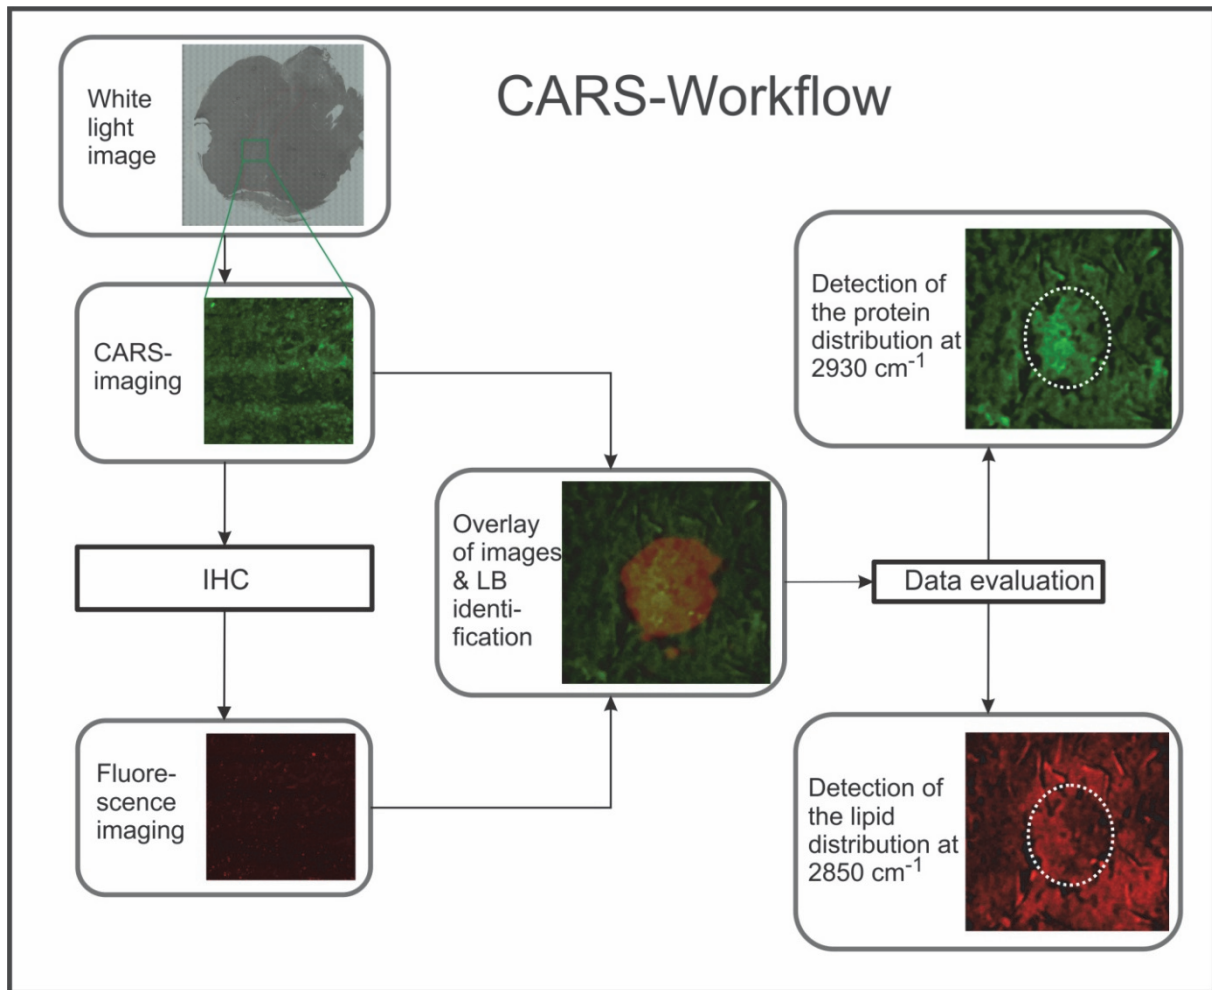 CARS-Workflow
White
light
image
CARS-
imaging
IHC
Fluore-
scence
imaging
Overlay
of images
& LB
identi-
fication
Data evaluation
Detection of
the protein
distribution at
2930 cm⁻¹
Detection of
the lipid
distribution at
2850 cm⁻¹